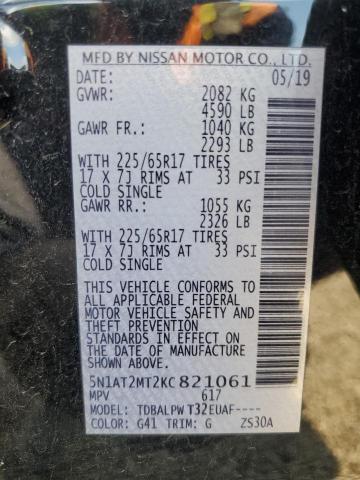 MFD BY NISSAN MOTOR CO., LTD.
DATE: 05/19
GVWR: 2082 KG
4590 LB
GAWR FR.: 1040 KG
2293 LB
WITH 225/65R17 TIRES
17 X 7J RIMS AT 33 PSI
COLD SINGLE
GAWR RR.: 1055 KG
2326 LB
WITH 225/65R17 TIRES
17 X 7J RIMS AT 33 PSI
COLD SINGLE
THIS VEHICLE CONFORMS TO
ALL APPLICABLE FEDERAL
MOTOR VEHICLE SAFETY AND
THEFT PREVENTION
STANDARDS IN EFFECT ON
THE DATE OF MANUFACTURE
SHOWN ABOVE.
5N1AT2MT2KC821061
MPV 617
MODEL: TDBALPW T32EUAF----
COLOR: G41 TRIM: G ZS30A